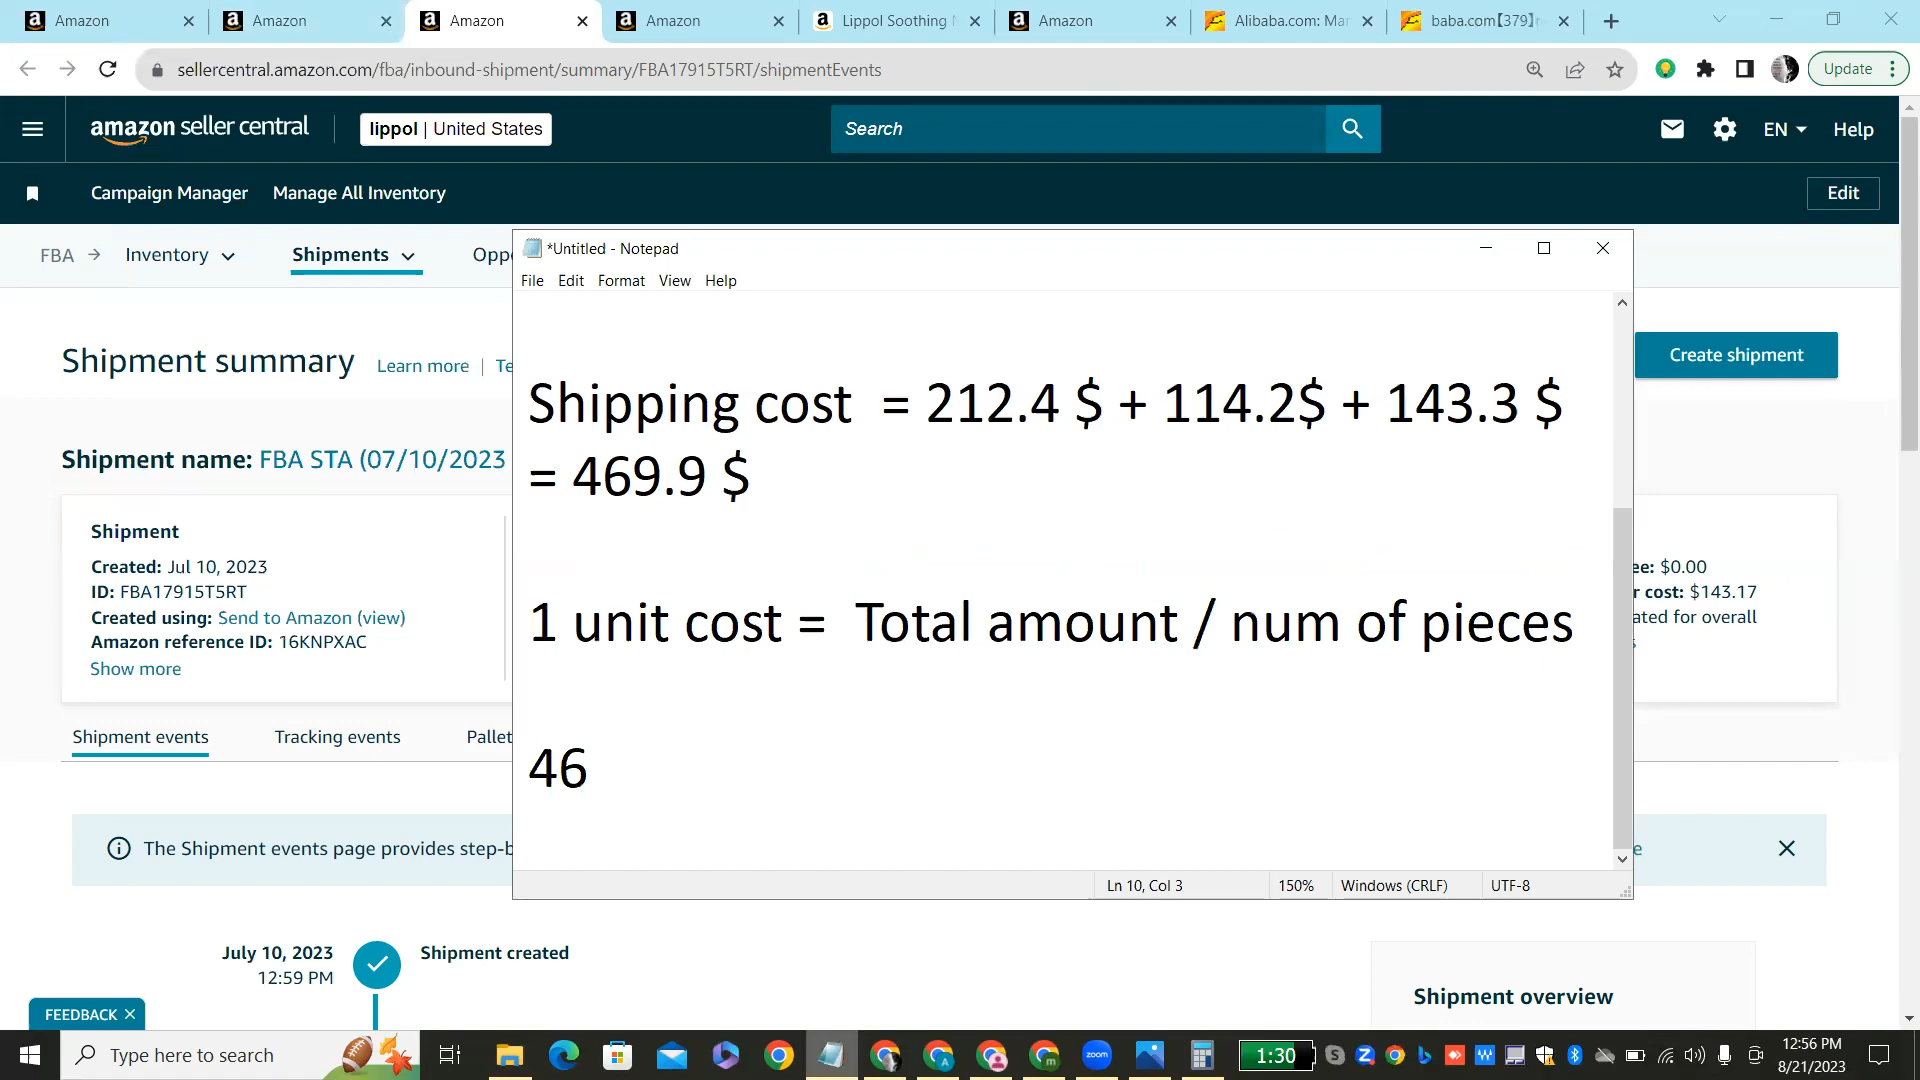 Amazon
Amazon
Amazon
Amazon
Lippol Soothing
Amazon
Alibaba.com: Mar
baba.com【379】
sellercentral.amazon.com/fba/inbound-shipment/summary/FBA17915T5RT/shipmentEvents
Update
amazon seller central
lippol | United States
Search
EN
Help
Campaign Manager
Manage All Inventory
Edit
FBA
Inventory
Shipments
Opp
*Untitled - Notepad
File Edit Format View Help
Shipment summary
Learn more | Te
Create shipment
Shipping cost = 212.4 $ + 114.2$ + 143.3 $
= 469.9 $
1 unit cost = Total amount / num of pieces
46
Ln 10, Col 3
150%
Windows (CRLF)
UTF-8
Shipment name: FBA STA (07/10/2023
Shipment
Created: Jul 10, 2023
ID: FBA17915T5RT
Created using: Send to Amazon (view)
Amazon reference ID: 16KNPXAC
Show more
ee: $0.00
r cost: $143.17
ated for overall
Shipment events
Tracking events
Pallet
The Shipment events page provides step-b
e
July 10, 2023
12:59 PM
Shipment created
Shipment overview
FEEDBACK
Type here to search
zoom
1:30
12:56 PM
8/21/2023